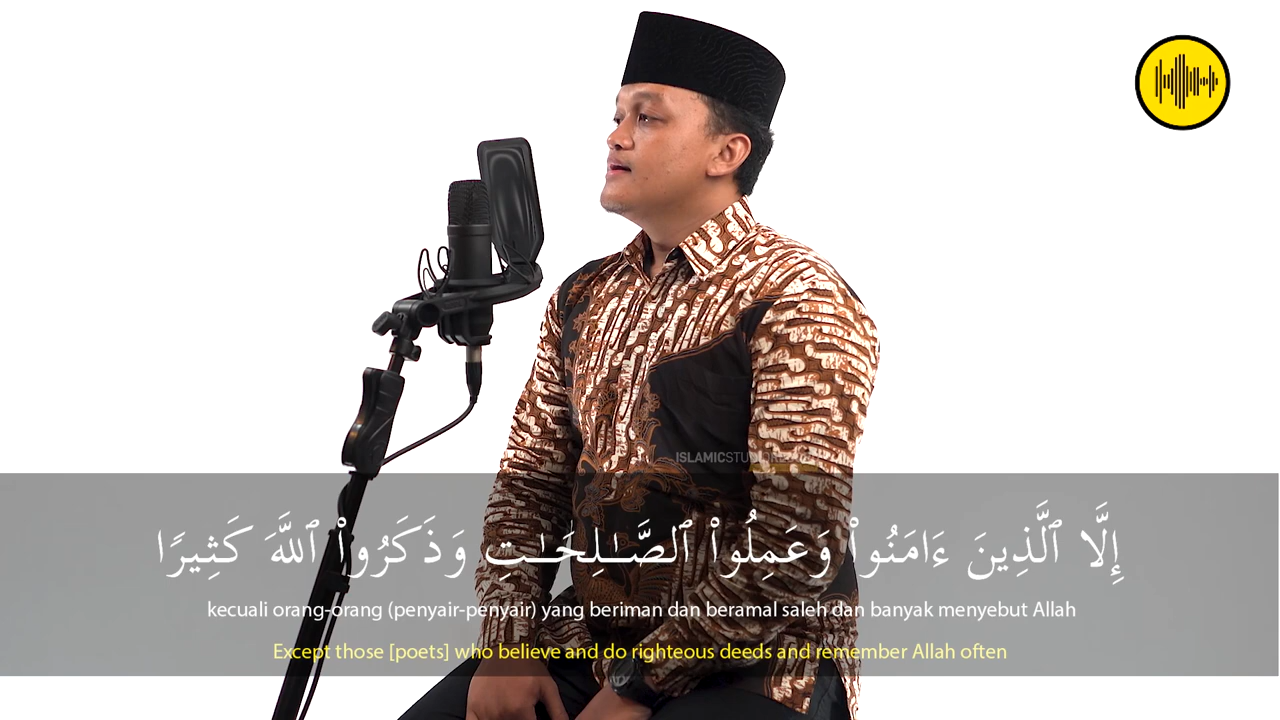 ISLAMICSTUDIO
إِلَّا ٱلَّذِينَ ءَامَنُوا۟ وَعَمِلُوا۟ ٱلصَّـٰلِحَـٰتِ وَذَكَرُوا۟ ٱللَّهَ كَثِيرًا
kecuali orang-orang (penyair-penyair) yang beriman dan beramal saleh dan banyak menyebut Allah
Except those [poets] who believe and do righteous deeds and remember Allah often